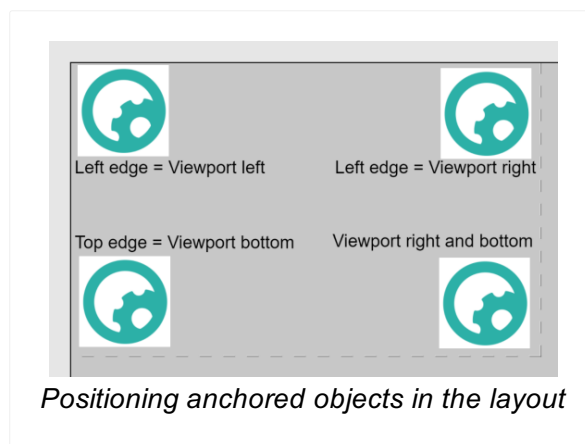 Left edge = Viewport left
Left edge = Viewport right
Top edge = Viewport bottom
Viewport right and bottom
Positioning anchored objects in the layout